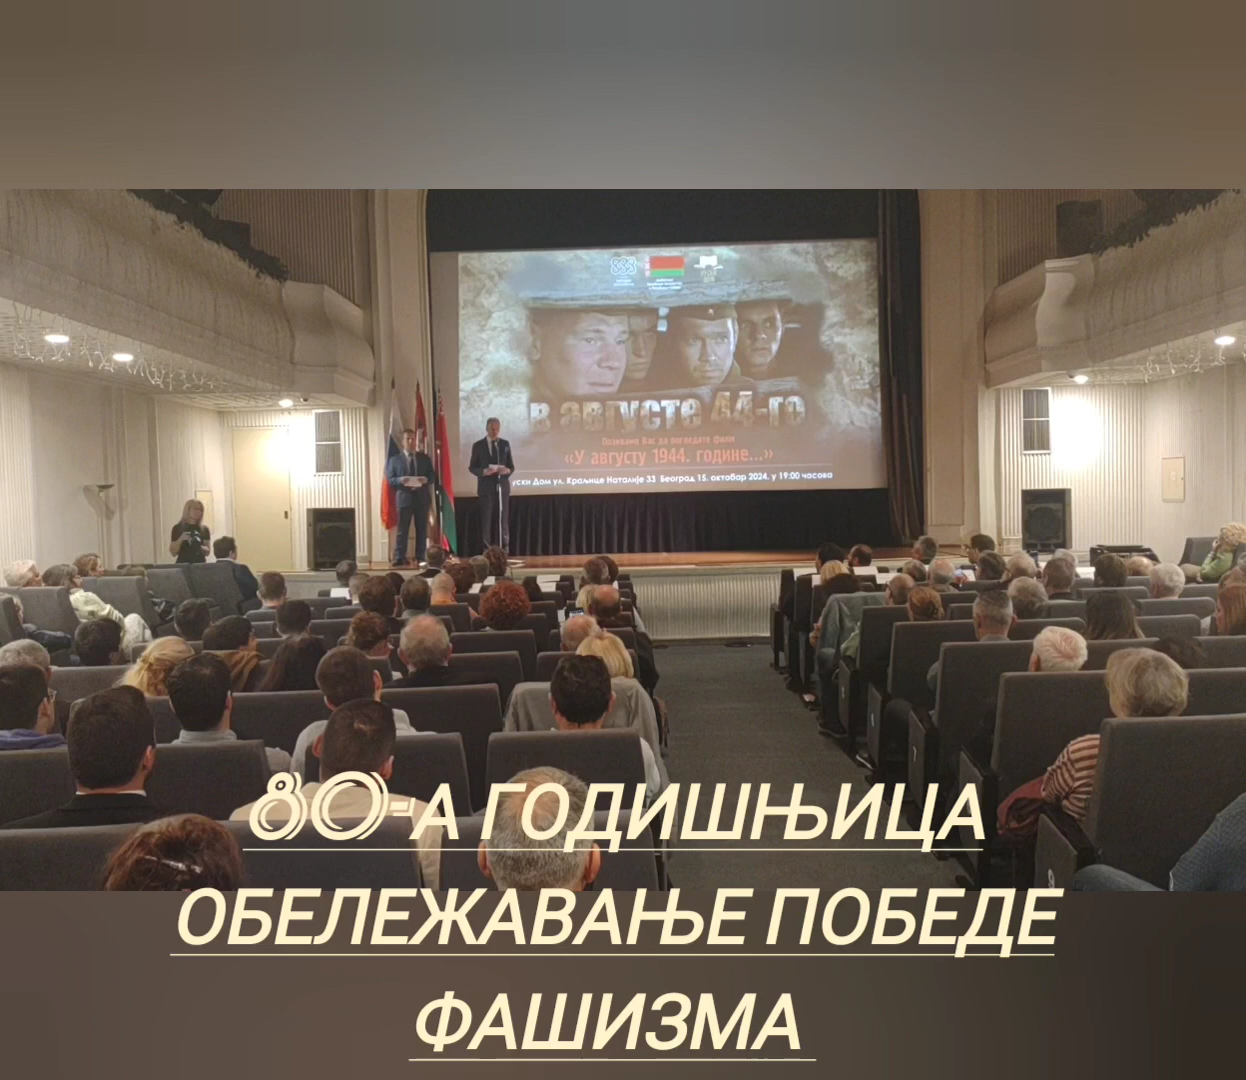 в августе 44-го
Позивамо Вас да погледате филм
«У августу 1944. године...»
уски Дом ул. Краљице Наталије 33 Београд 15. октобар 2024. у 19:00 часова
80-А ГОДИШЊИЦА
ОБЕЛЕЖАВАЊЕ ПОБЕДЕ
ФАШИЗМА